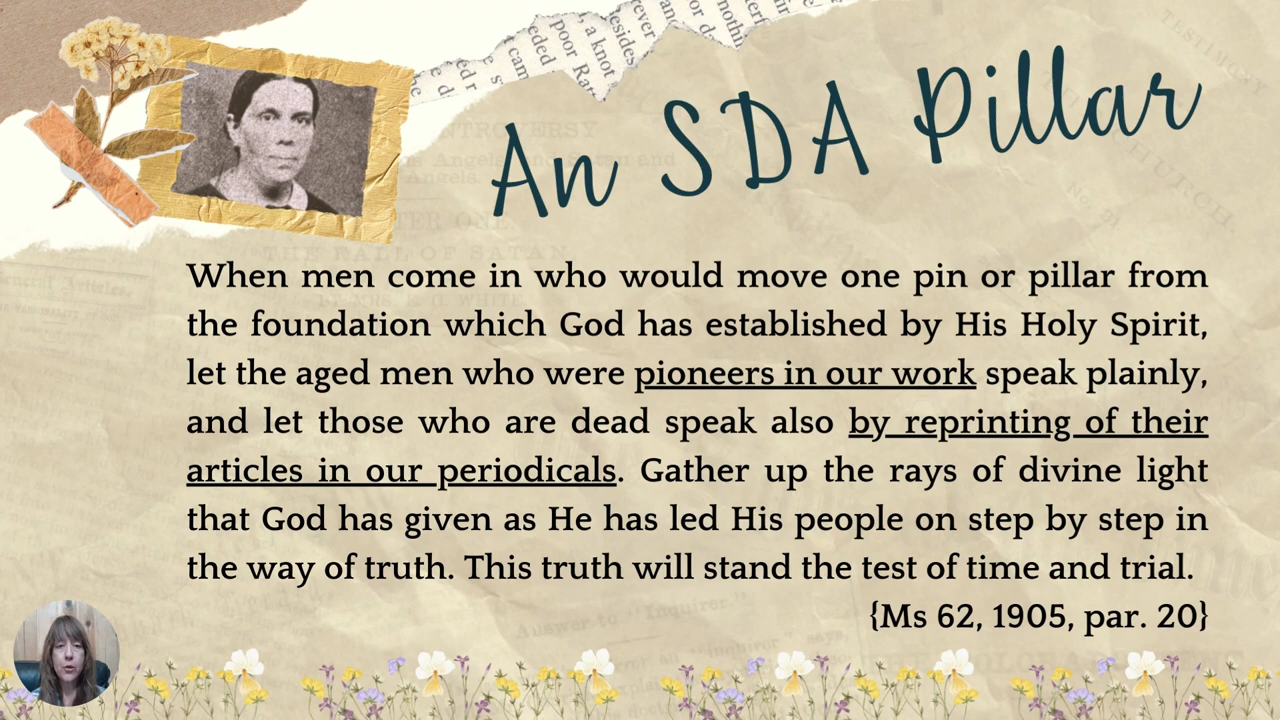 An SDA Pillar
When men come in who would move one pin or pillar from
the foundation which God has established by His Holy Spirit,
let the aged men who were pioneers in our work speak plainly,
and let those who are dead speak also by reprinting of their
articles in our periodicals. Gather up the rays of divine light
that God has given as He has led His people on step by step in
the way of truth. This truth will stand the test of time and trial.
{Ms 62, 1905, par. 20}